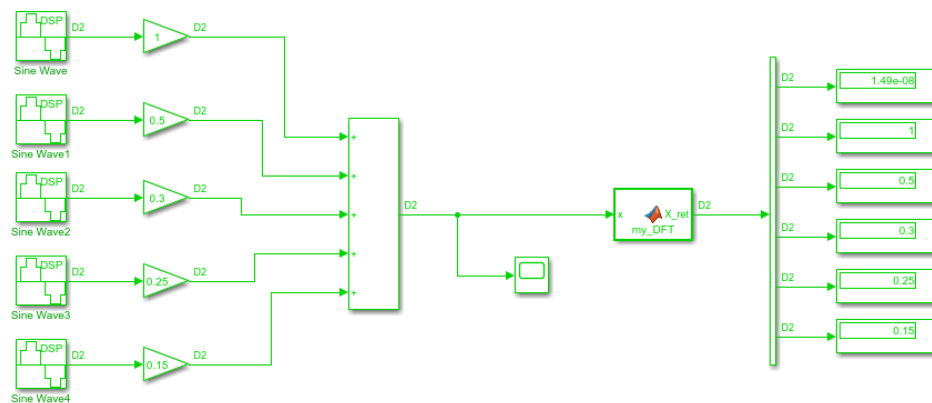 DSP D2 1 D2
Sine Wave
DSP D2 0.5 D2
Sine Wave1
DSP D2 0.3 D2
Sine Wave2
DSP D2 0.25 D2
Sine Wave3
DSP D2 0.15 D2
Sine Wave4
+
+
+
+
+
D2
x X_ret
my_DFT
D2
D2 1.49e-08
D2 1
D2 0.5
D2 0.3
D2 0.25
D2 0.15